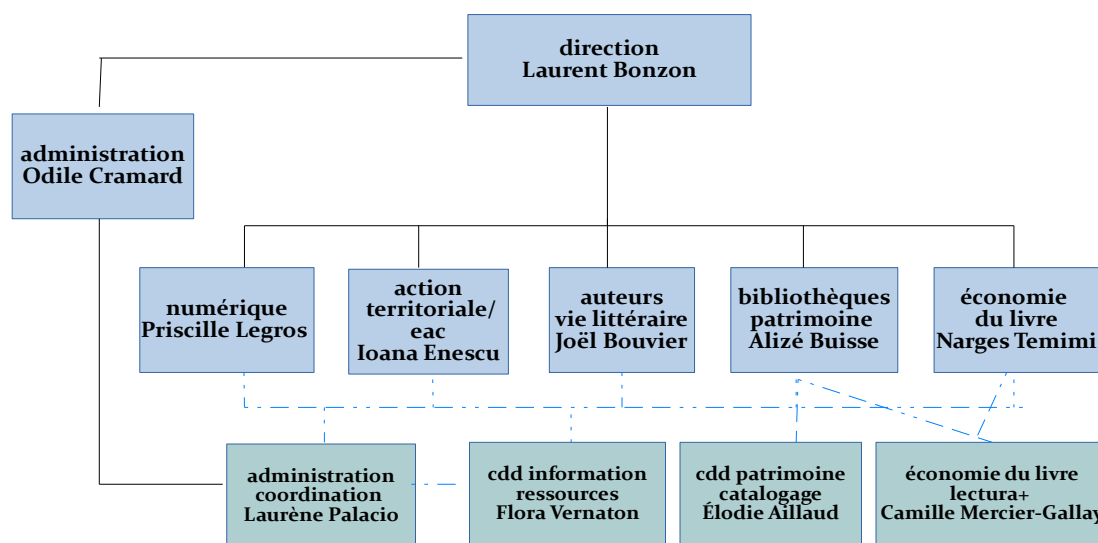 direction
Laurent Bonzon
administration
Odile Cramard
numérique
Priscille Legros
action
territoriale/
eac
Ioana Enescu
auteurs
vie littéraire
Joël Bouvier
bibliothèques
patrimoine
Alizé Buisse
économie
du livre
Narges Temimi
administration
coordination
Laurène Palacio
cdd information
ressources
Flora Vernaton
cdd patrimoine
catalogage
Élodie Aillaud
économie du livre
lectura+
Camille Mercier-Gallay